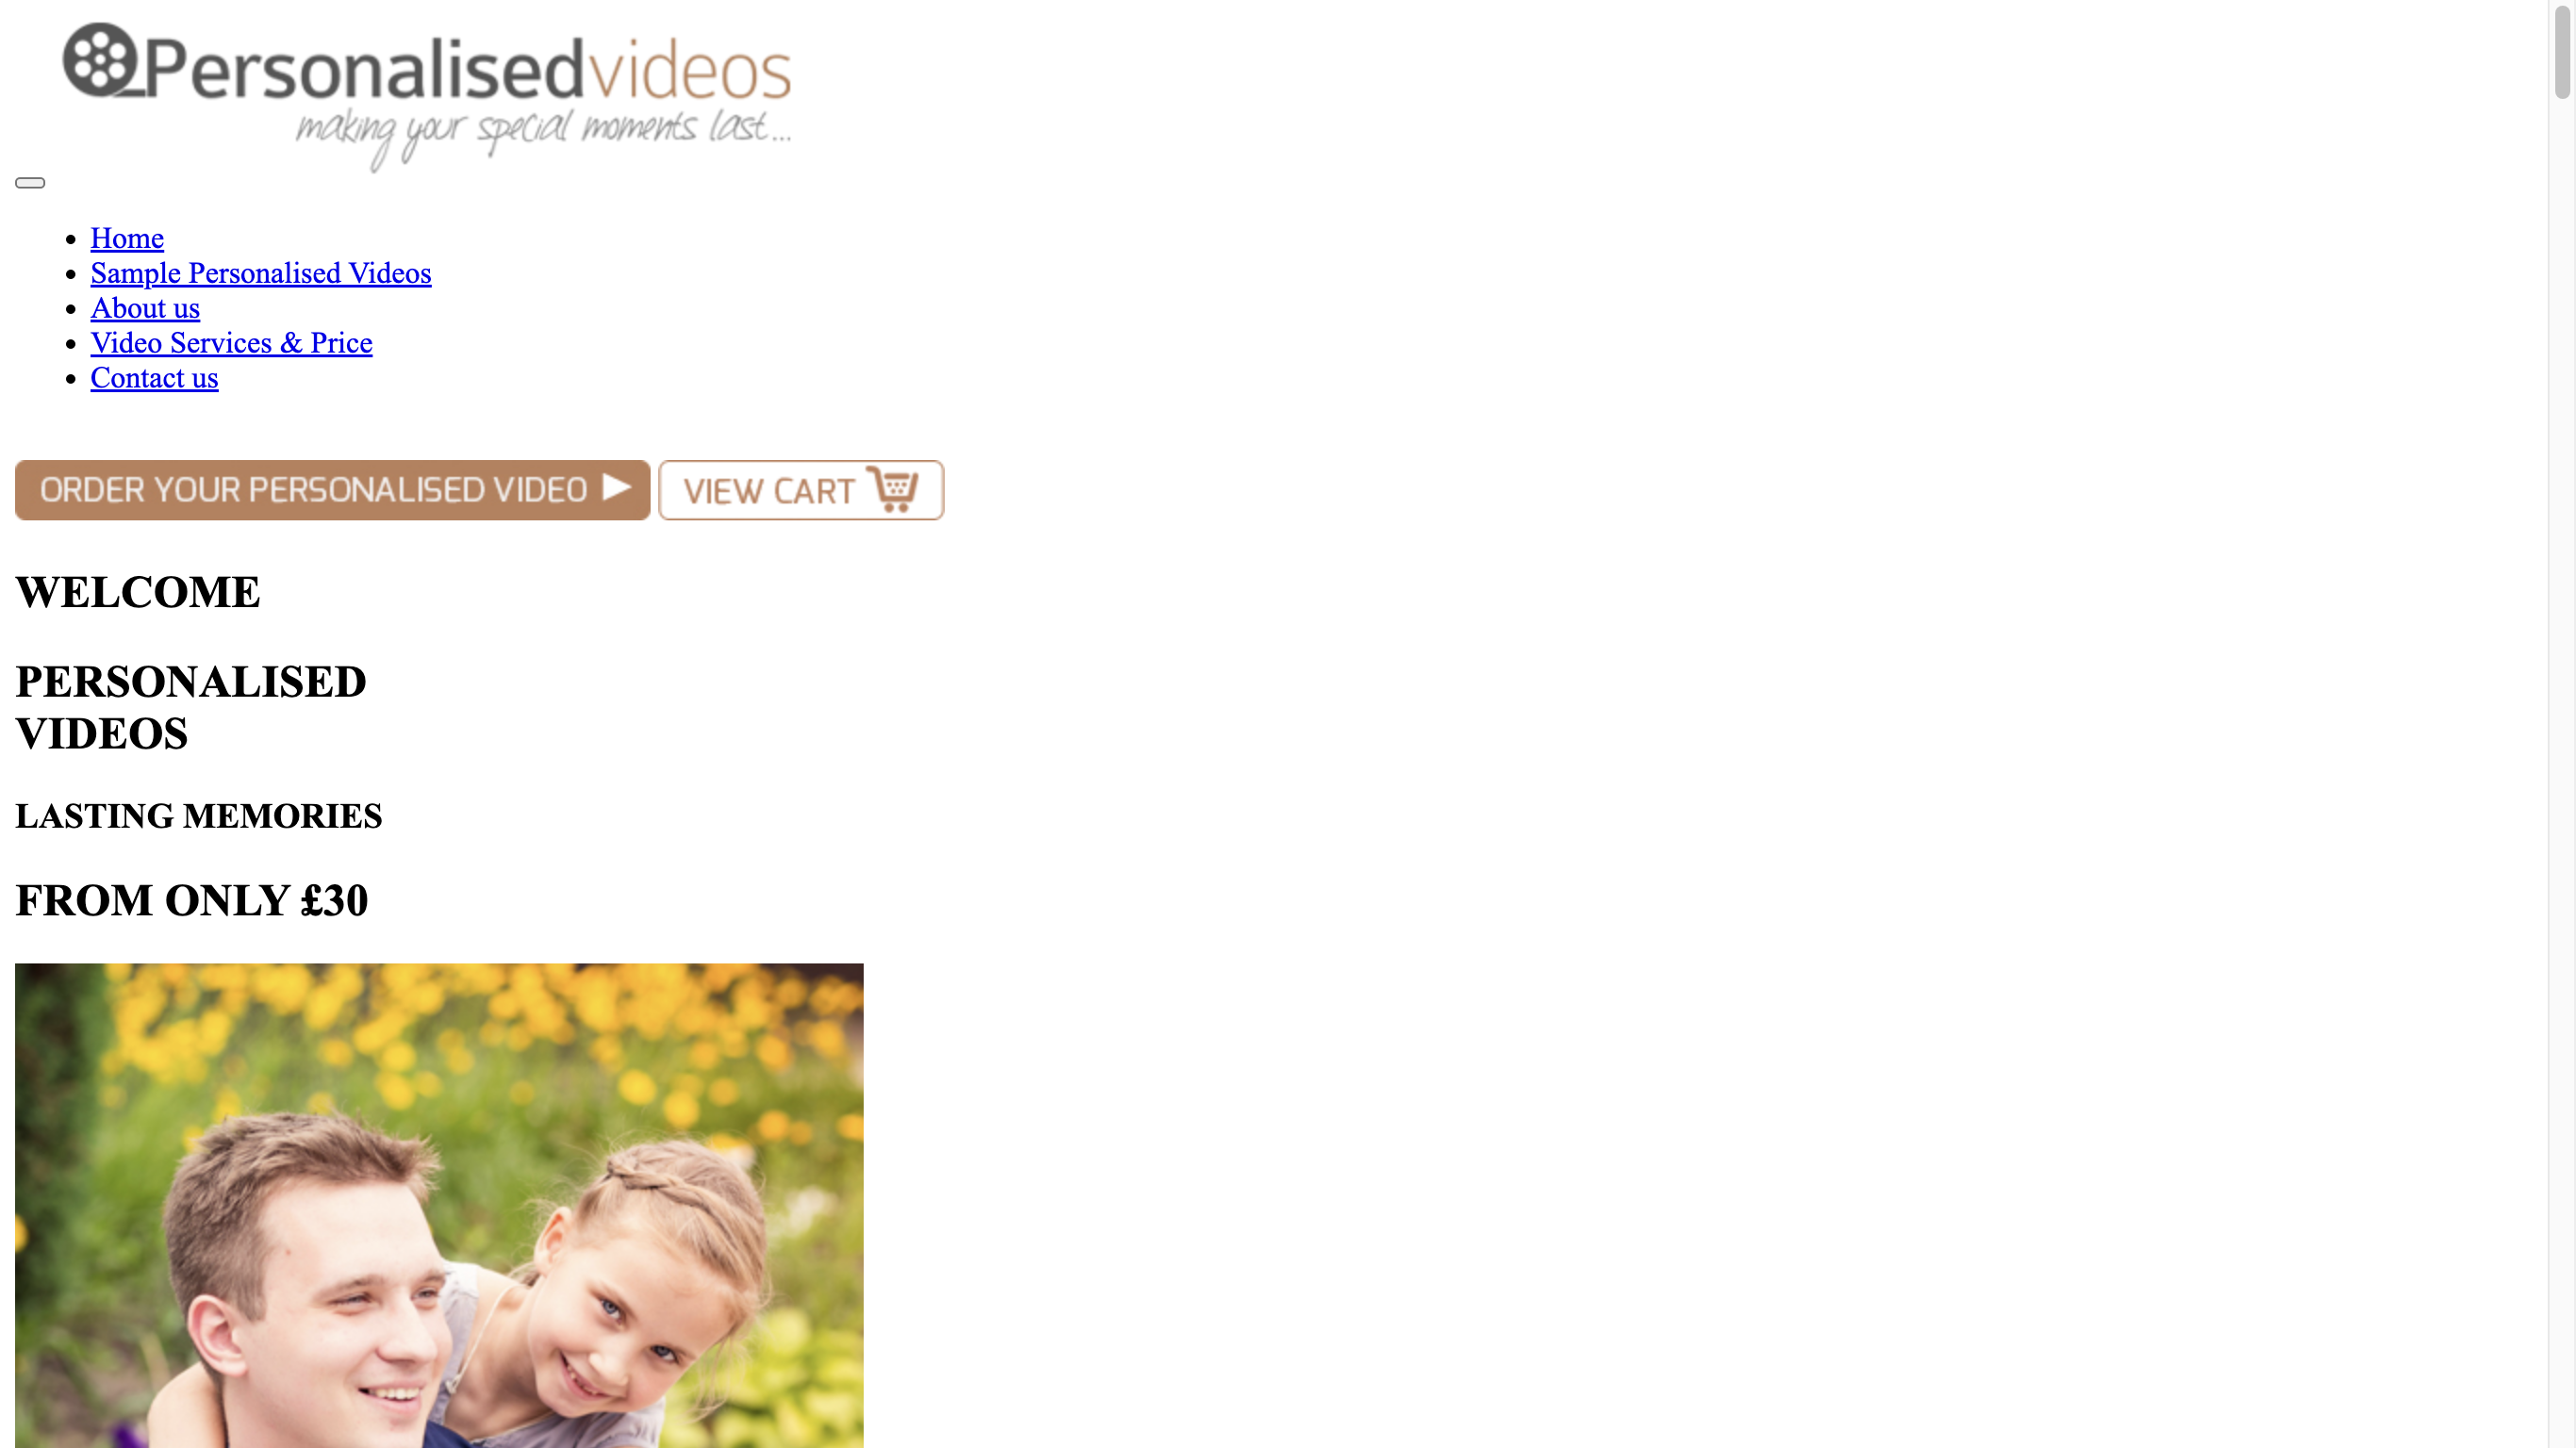 Personalisedvideos
making your special moments last...
Home
Sample Personalised Videos
About us
Video Services & Price
Contact us
ORDER YOUR PERSONALISED VIDEO
VIEW CART
WELCOME
PERSONALISED
VIDEOS
LASTING MEMORIES
FROM ONLY £30